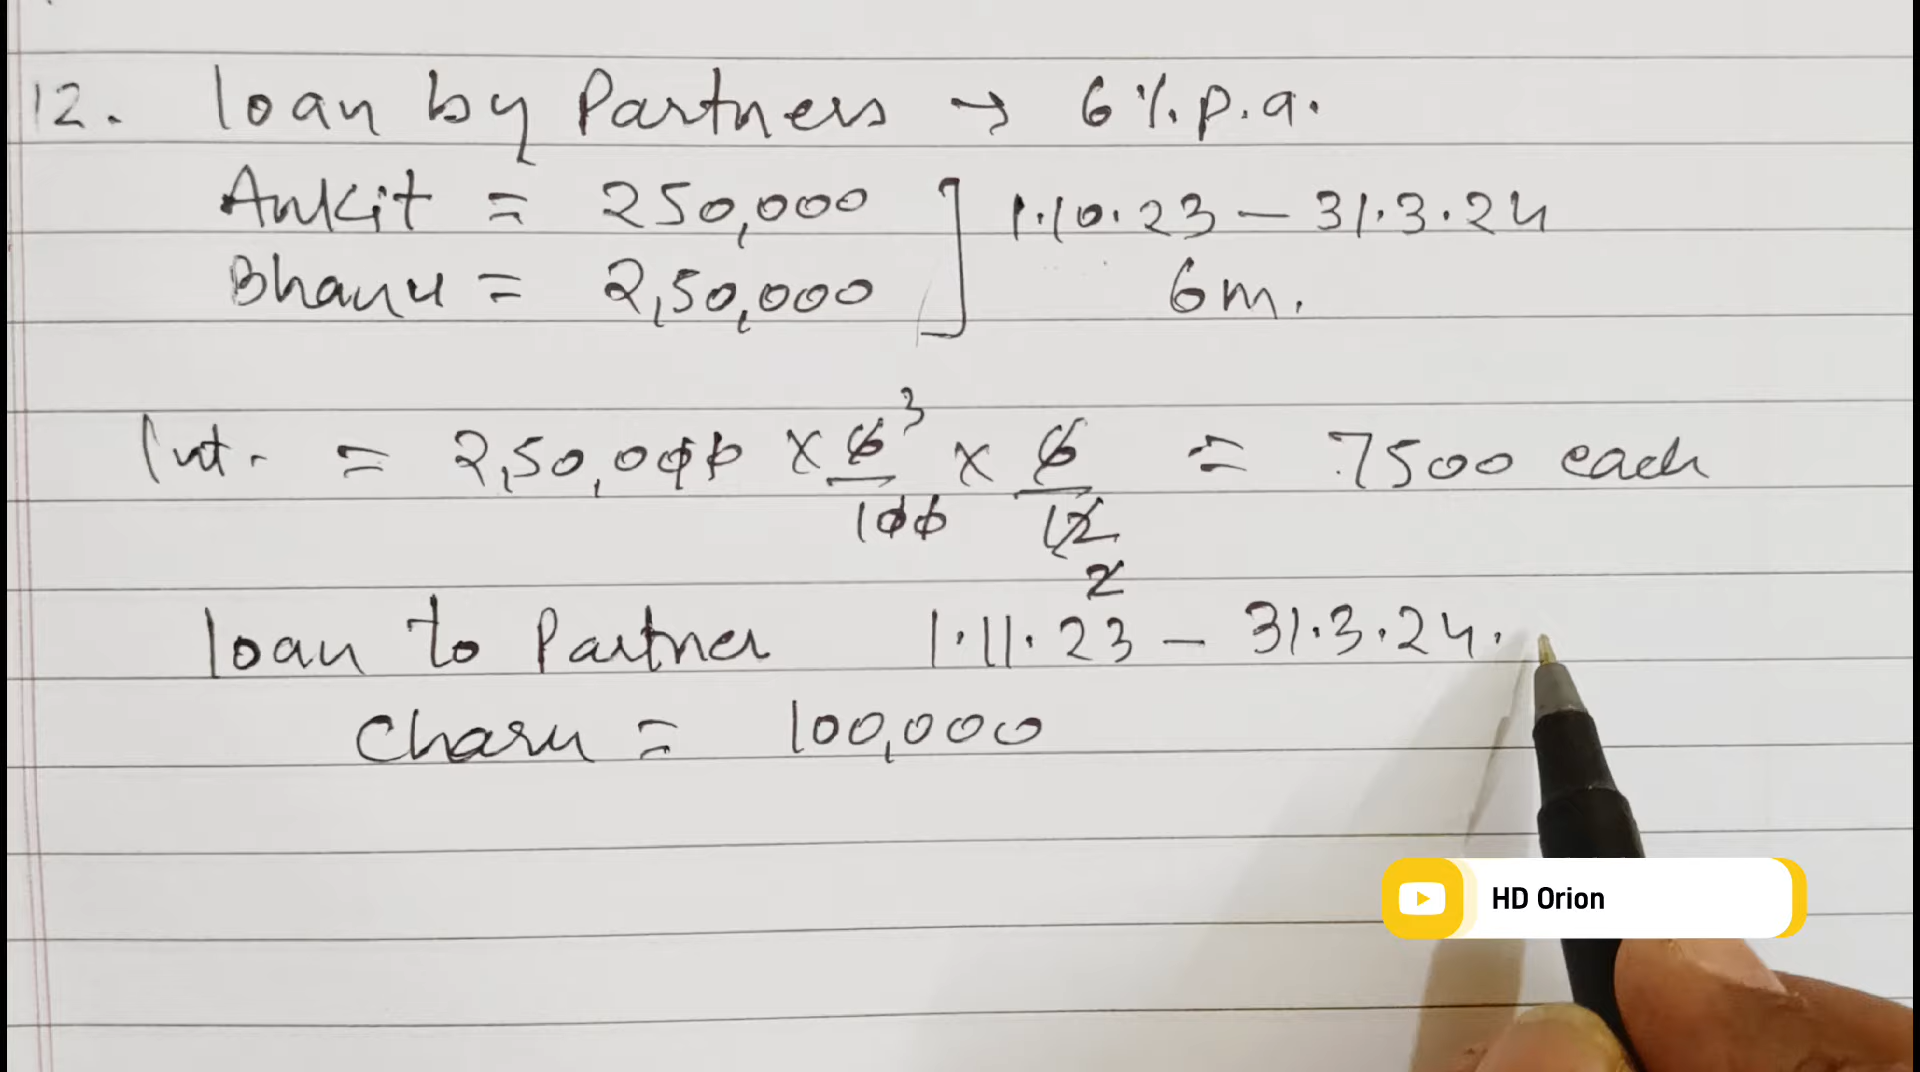 12. loan by Partners → 6%.p.a.
Ankit = 250,000 ] 1.10.23 - 31.3.24
Bhanu = 2,50,000 6m.
Int. = 2,50,000 × 6/100 3 × 6/12 = 7500 each
2
loan to Partner 1.11.23 - 31.3.24.
Charu = 100,000
HD Orion